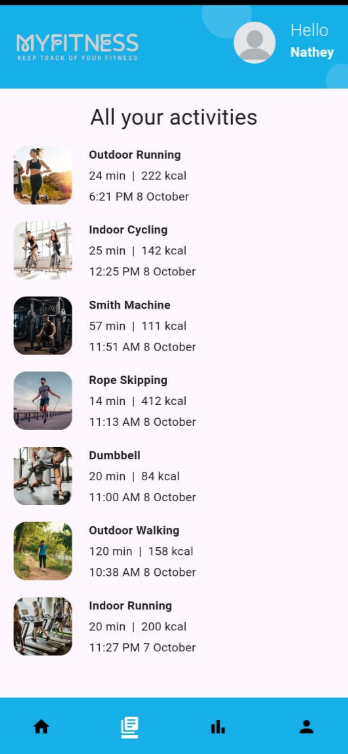 MYFITNESS
KEEP TRACK OF YOUR FITNESS
Hello
Nathey
All your activities
Outdoor Running
24 min | 222 kcal
6:21 PM 8 October
Indoor Cycling
25 min | 142 kcal
12:25 PM 8 October
Smith Machine
57 min | 111 kcal
11:51 AM 8 October
Rope Skipping
14 min | 412 kcal
11:13 AM 8 October
Dumbbell
20 min | 84 kcal
11:00 AM 8 October
Outdoor Walking
120 min | 158 kcal
10:38 AM 8 October
Indoor Running
20 min | 200 kcal
11:27 PM 7 October